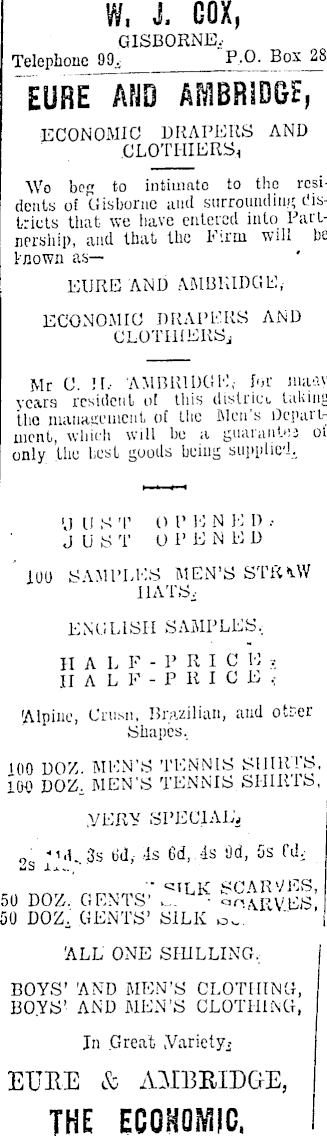 W. J. COX,
GISBORNE.
Telephone 99. P.O. Box 28
EURE AND AMBRIDGE,
ECONOMIC DRAPERS AND
CLOTHIERS,
We beg to intimate to the resi-
dents of Gisborne and surrounding dis-
tricts that we have entered into Part-
nership, and that the Firm will be
known as—
EURE AND AMBRIDGE,
ECONOMIC DRAPERS AND
CLOTHIERS,
Mr C. H. AMBRIDGE, for many
years resident of this district, taking
the management of the Men's Depart-
ment, which will be a guarantee of
only the best goods being supplied.
JUST OPENED.
JUST OPENED
100 SAMPLES MEN'S STRAW
HATS.
ENGLISH SAMPLES.
HALF-PRICE.
HALF-PRICE.
Alpine, Crush, Brazilian, and other
Shapes.
100 DOZ. MEN'S TENNIS SHIRTS,
100 DOZ. MEN'S TENNIS SHIRTS,
VERY SPECIAL,
2s 11d, 3s 6d, 4s 6d, 4s 9d, 5s 6d.
50 DOZ. GENTS' SILK SCARVES,
50 DOZ. GENTS' SILK SCARVES,
ALL ONE SHILLING.
BOYS' AND MEN'S CLOTHING,
BOYS' AND MEN'S CLOTHING,
In Great Variety.
EURE & AMBRIDGE,
THE ECONOMIC.